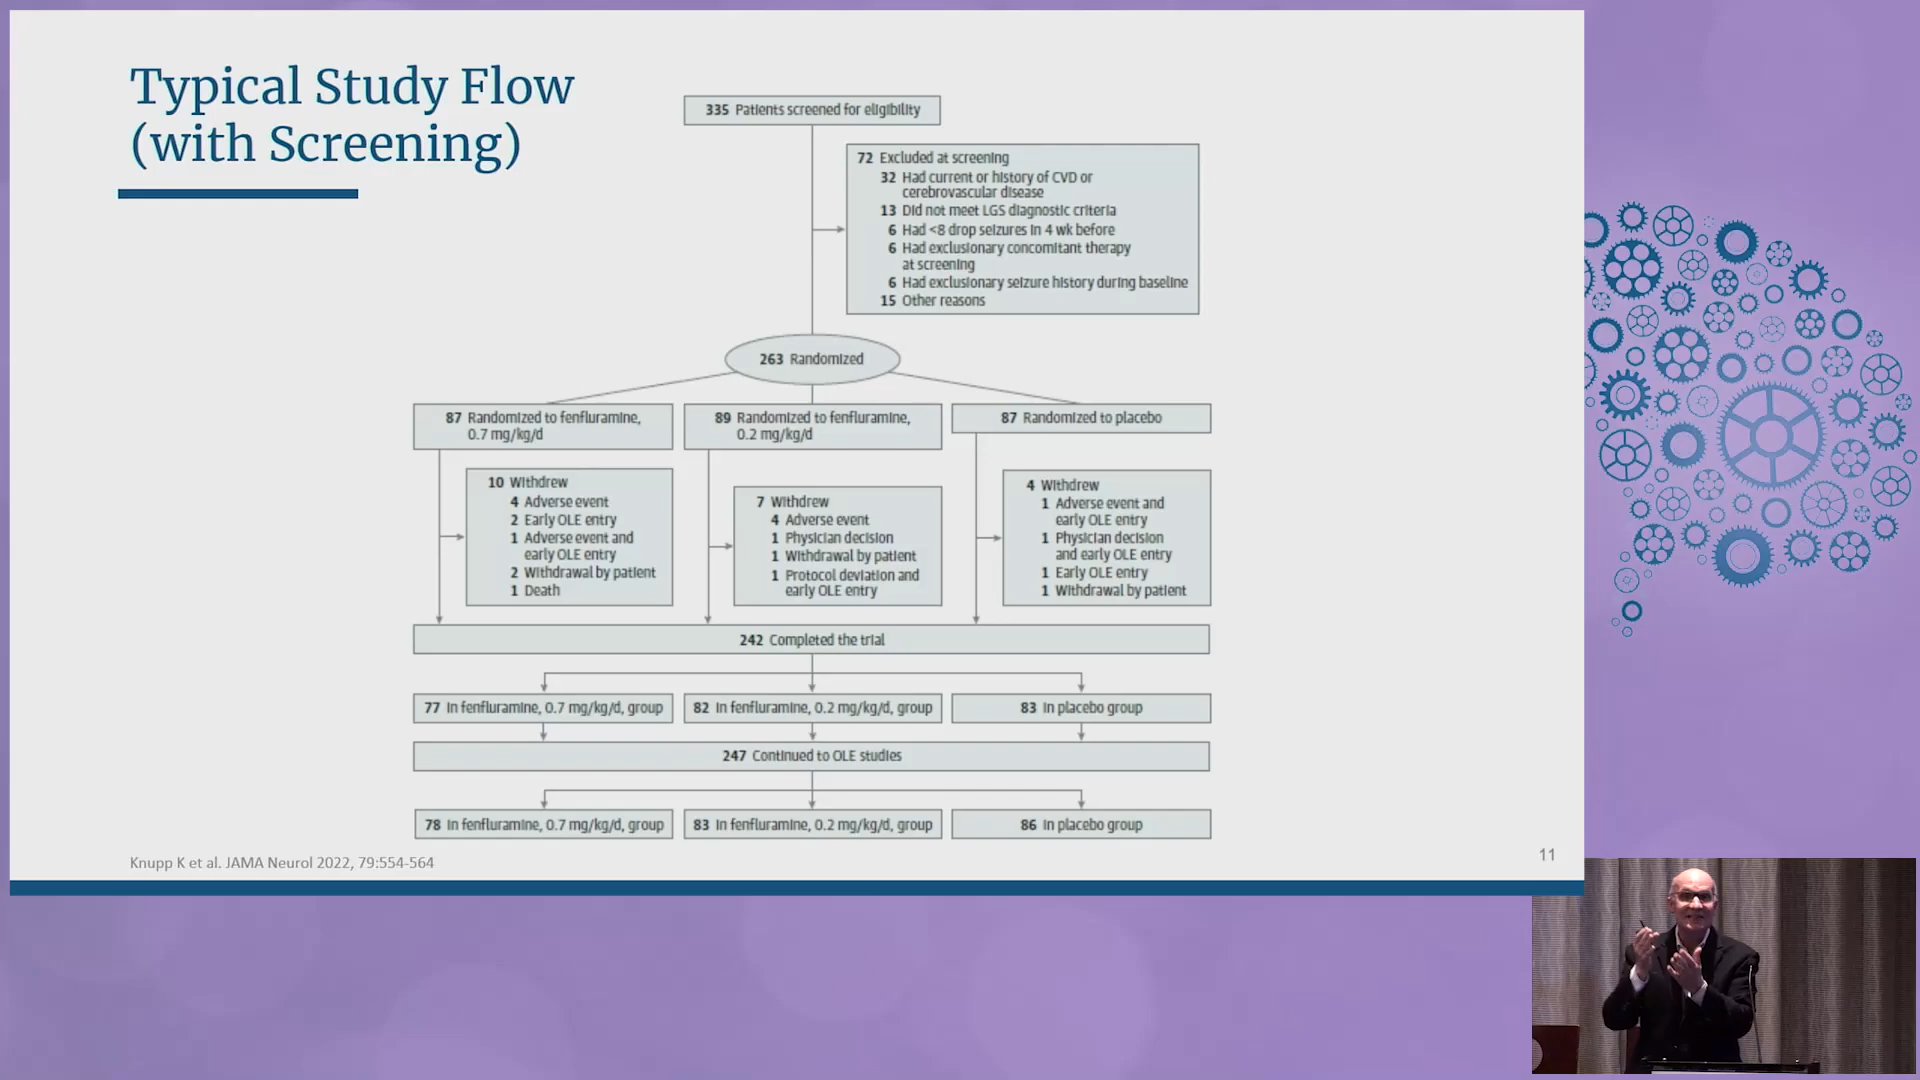 Typical Study Flow
(with Screening)
335 Patients screened for eligibility
72 Excluded at screening
32 Had current or history of CVD or
cerebrovascular disease
13 Did not meet LGS diagnostic criteria
6 Had <8 drop seizures in 4 wk before
6 Had exclusionary concomitant therapy
at screening
6 Had exclusionary seizure history during baseline
15 Other reasons
263 Randomized
87 Randomized to fenfluramine,
0.7 mg/kg/d
89 Randomized to fenfluramine,
0.2 mg/kg/d
87 Randomized to placebo
10 Withdrew
4 Adverse event
2 Early OLE entry
1 Adverse event and
early OLE entry
2 Withdrawal by patient
1 Death
7 Withdrew
4 Adverse event
1 Physician decision
1 Withdrawal by patient
1 Protocol deviation and
early OLE entry
4 Withdrew
1 Adverse event and
early OLE entry
1 Physician decision
and early OLE entry
1 Early OLE entry
1 Withdrawal by patient
242 Completed the trial
77 In fenfluramine, 0.7 mg/kg/d, group
82 In fenfluramine, 0.2 mg/kg/d, group
83 In placebo group
247 Continued to OLE studies
78 In fenfluramine, 0.7 mg/kg/d, group
83 In fenfluramine, 0.2 mg/kg/d, group
86 In placebo group
Knupp K et al. JAMA Neurol 2022, 79:554-564
11